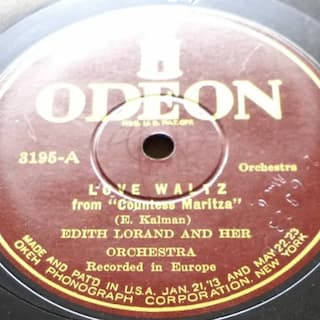 ODEON
REG. U.S. PAT. OFF.
3195-A
Orchestra
LOVE WALTZ
from "Countess Maritza"
(E. Kalman)
EDITH LORAND AND HER
ORCHESTRA
Recorded in Europe
MADE AND PAT'D IN U.S.A. JAN. 21, '13 AND MAY 22, 23
OKEH PHONOGRAPH CORPORATION, NEW YORK